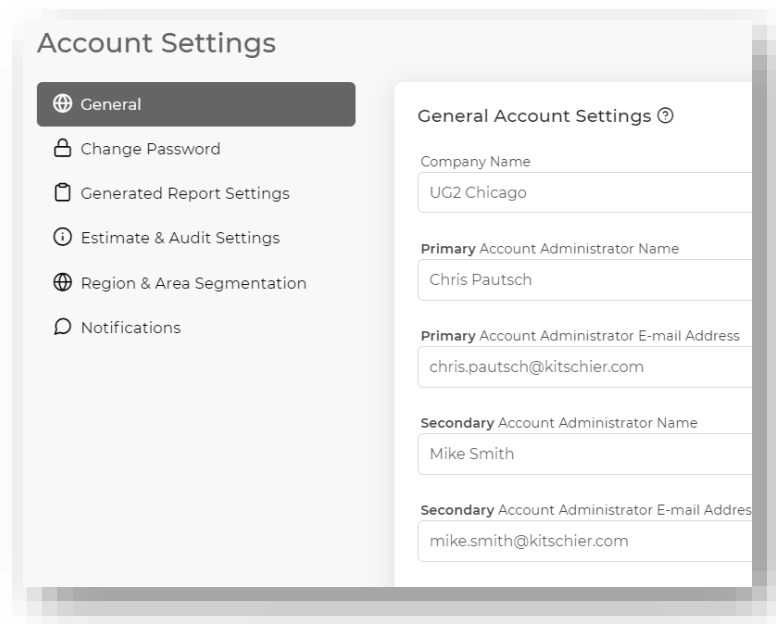 Account Settings
General
Change Password
Generated Report Settings
Estimate & Audit Settings
Region & Area Segmentation
Notifications
General Account Settings
Company Name
UG2 Chicago
Primary Account Administrator Name
Chris Pautsch
Primary Account Administrator E-mail Address
chris.pautsch@kitschier.com
Secondary Account Administrator Name
Mike Smith
Secondary Account Administrator E-mail Addres
mike.smith@kitschier.com